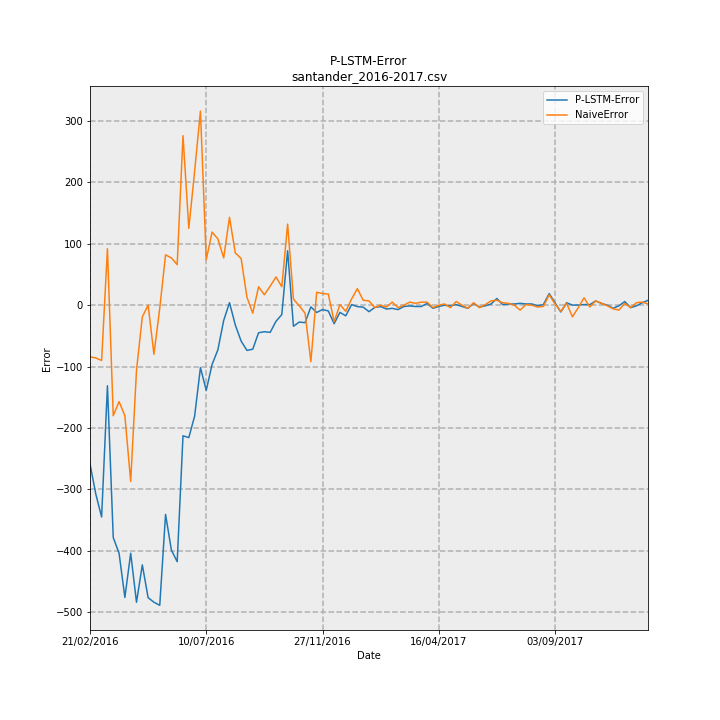 P-LSTM-Error
santander_2016-2017.csv
P-LSTM-Error
NaiveError
300
200
100
0
−100
−200
−300
−400
−500
Error
21/02/2016 10/07/2016 27/11/2016 16/04/2017 03/09/2017
Date